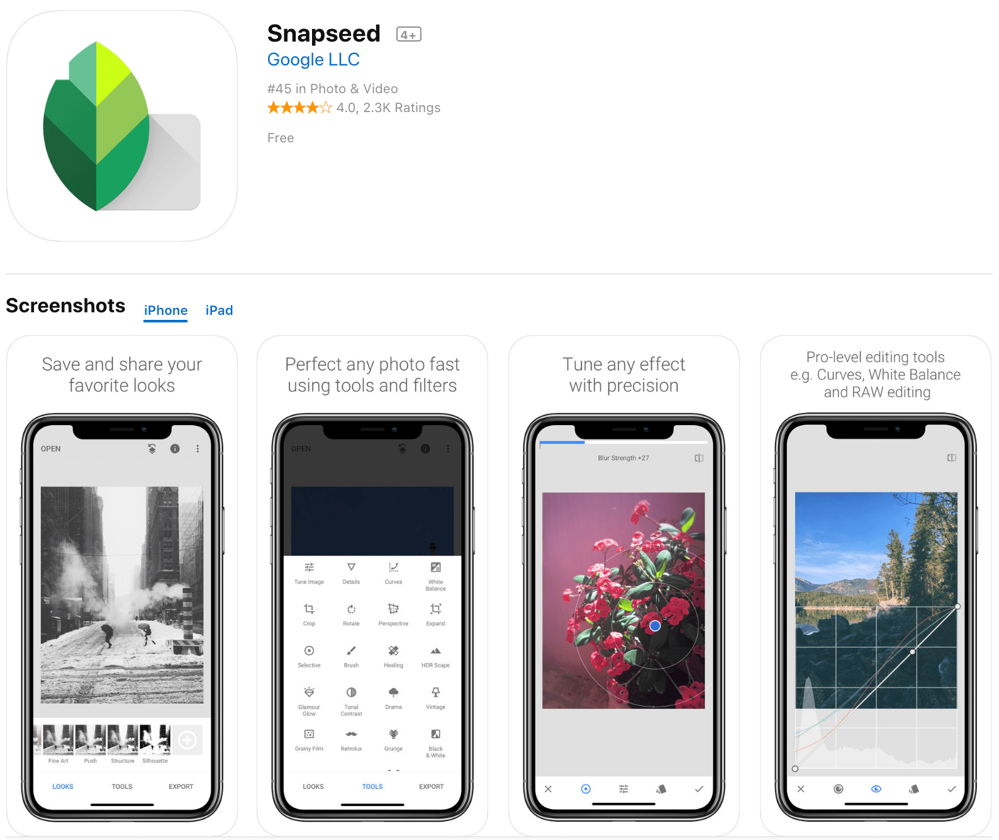 Snapseed 4+
Google LLC
#45 in Photo & Video
★★★★☆ 4.0, 2.3K Ratings
Free
Screenshots iPhone iPad
Save and share your
favorite looks
OPEN
Fine Art Push Structure Silhouette
LOOKS TOOLS EXPORT
Perfect any photo fast
using tools and filters
OPEN
Tune Image Details Curves White
Balance
Crop Rotate Perspective Expand
Selective Brush Healing HDR Scape
Glamour Tonal Drama Vintage
Glow Contrast
Grainy Film Retrolux Grunge Black
& White
LOOKS TOOLS EXPORT
Tune any effect
with precision
Blur Strength +27
Pro-level editing tools
e.g. Curves, White Balance
and RAW editing